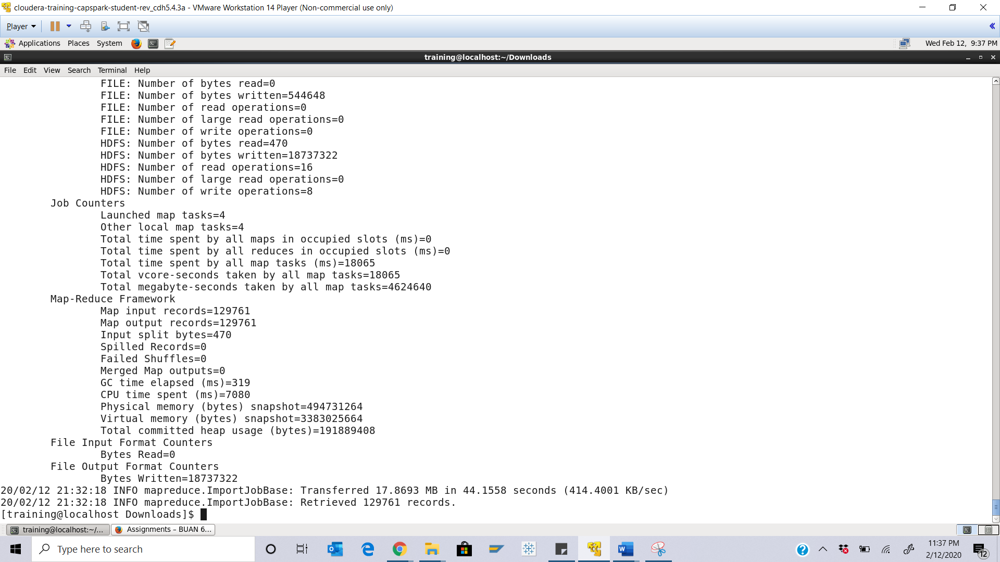 cloudera-training-capspark-student-rev_cdh5.4.3a - VMware Workstation 14 Player (Non-commercial use only)
Player
Applications Places System
Wed Feb 12, 9:37 PM
training@localhost:~/Downloads
File Edit View Search Terminal Help
FILE: Number of bytes read=0
FILE: Number of bytes written=544648
FILE: Number of read operations=0
FILE: Number of large read operations=0
FILE: Number of write operations=0
HDFS: Number of bytes read=470
HDFS: Number of bytes written=18737322
HDFS: Number of read operations=16
HDFS: Number of large read operations=0
HDFS: Number of write operations=8
Job Counters
Launched map tasks=4
Other local map tasks=4
Total time spent by all maps in occupied slots (ms)=0
Total time spent by all reduces in occupied slots (ms)=0
Total time spent by all map tasks (ms)=18065
Total vcore-seconds taken by all map tasks=18065
Total megabyte-seconds taken by all map tasks=4624640
Map-Reduce Framework
Map input records=129761
Map output records=129761
Input split bytes=470
Spilled Records=0
Failed Shuffles=0
Merged Map outputs=0
GC time elapsed (ms)=319
CPU time spent (ms)=7080
Physical memory (bytes) snapshot=494731264
Virtual memory (bytes) snapshot=3383025664
Total committed heap usage (bytes)=191889408
File Input Format Counters
Bytes Read=0
File Output Format Counters
Bytes Written=18737322
20/02/12 21:32:18 INFO mapreduce.ImportJobBase: Transferred 17.8693 MB in 44.1558 seconds (414.4001 KB/sec)
20/02/12 21:32:18 INFO mapreduce.ImportJobBase: Retrieved 129761 records.
[training@localhost Downloads]$
training@localhost:~/... Assignments – BUAN 6...
Type here to search
11:37 PM
2/12/2020
12